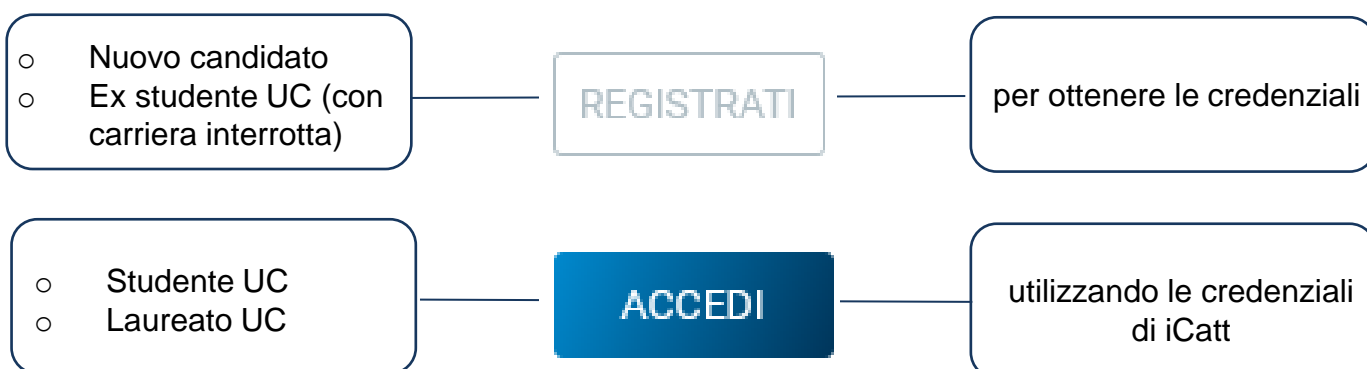 o Nuovo candidato
o Ex studente UC (con
carriera interrotta)
REGISTRATI
per ottenere le credenziali
o Studente UC
o Laureato UC
ACCEDI
utilizzando le credenziali
di iCatt